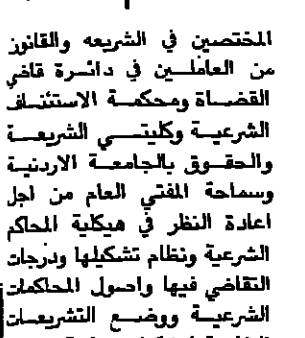 المختصين في الشريعه والقانون
من العاملين في دائرة قاضي
القضاة ومحكمة الاستئناف
الشرعية وكليتي الشريعة
والحقوق بالجامعة الاردنية
وسماحة المفتي العام من اجل
اعادة النظر في هيكلية المحاكم
الشرعية ونظام تشكيلها ودرجات
التقاضي فيها واصول المحاكمات
الشرعية ووضع التشريعات